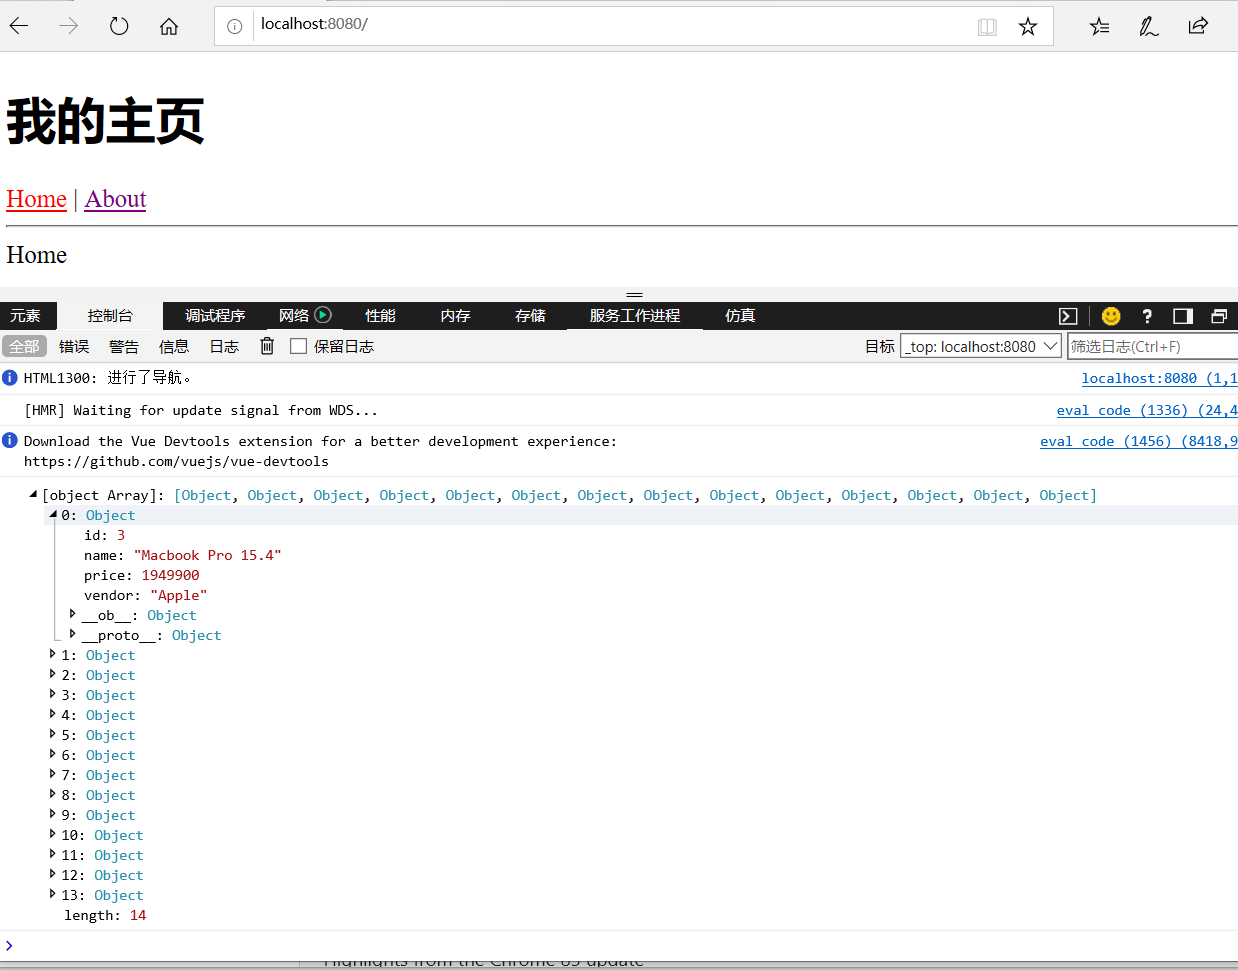 localhost:8080/
我的主页
Home | About
Home
元素 控制台 调试程序 网络 性能 内存 存储 服务工作进程 仿真
全部 错误 警告 信息 日志 保留日志 目标 _top: localhost:8080 筛选日志(Ctrl+F)
HTML1300: 进行了导航。 localhost:8080 (1,1
[HMR] Waiting for update signal from WDS... eval code (1336) (24,4
Download the Vue Devtools extension for a better development experience: eval code (1456) (8418,9
https://github.com/vuejs/vue-devtools
[object Array]: [Object, Object, Object, Object, Object, Object, Object, Object, Object, Object, Object, Object, Object, Object]
0: Object
id: 3
name: "Macbook Pro 15.4"
price: 1949900
vendor: "Apple"
__ob__: Object
__proto__: Object
1: Object
2: Object
3: Object
4: Object
5: Object
6: Object
7: Object
8: Object
9: Object
10: Object
11: Object
12: Object
13: Object
length: 14
Highlights from the Chrome 85 update